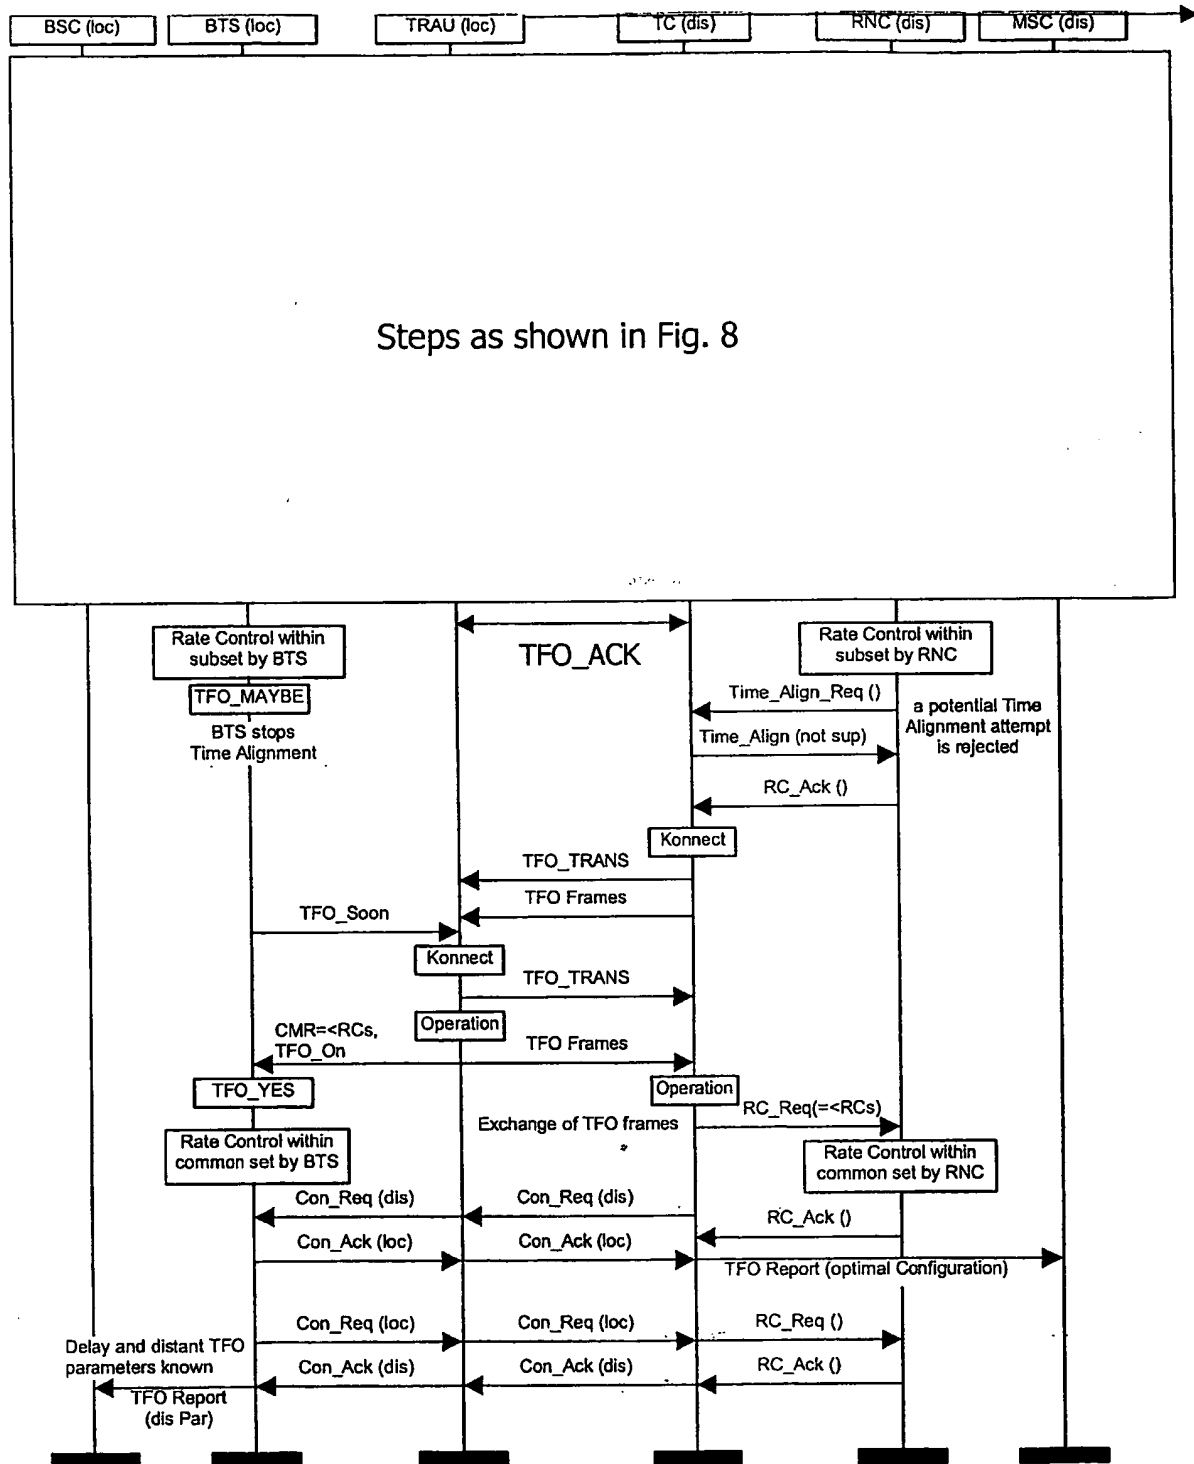 BSC (loc)
BTS (loc)
TRAU (loc)
TC (dis)
RNC (dis)
MSC (dis)
Steps as shown in Fig. 8
Rate Control within
subset by BTS
TFO_ACK
Rate Control within
subset by RNC
TFO_MAYBE
Time_Align_Req ()
a potential Time
Alignment attempt
is rejected
BTS stops
Time Alignment
Time_Align (not sup)
RC_Ack ()
Konnect
TFO_TRANS
TFO Frames
TFO_Soon
Konnect
TFO_TRANS
Operation
CMR=<RCs,
TFO_On
TFO Frames
TFO_YES
Operation
RC_Req(=<RCs)
Exchange of TFO frames
Rate Control within
common set by BTS
Rate Control within
common set by RNC
Con_Req (dis)
Con_Req (dis)
RC_Ack ()
Con_Ack (loc)
Con_Ack (loc)
TFO Report (optimal Configuration)
Con_Req (loc)
Con_Req (loc)
RC_Req ()
Delay and distant TFO
parameters known
Con_Ack (dis)
Con_Ack (dis)
RC_Ack ()
TFO Report
(dis Par)